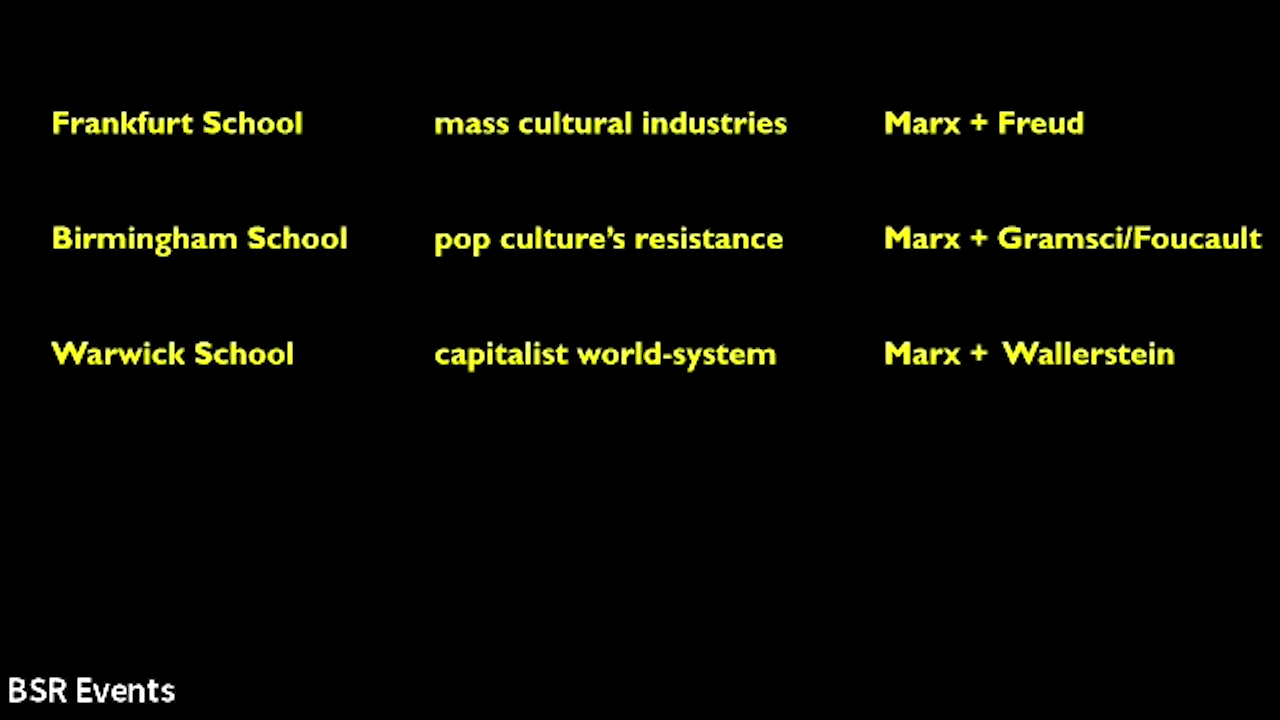 Frankfurt School mass cultural industries Marx + Freud
Birmingham School pop culture’s resistance Marx + Gramsci/Foucault
Warwick School capitalist world-system Marx + Wallerstein
BSR Events